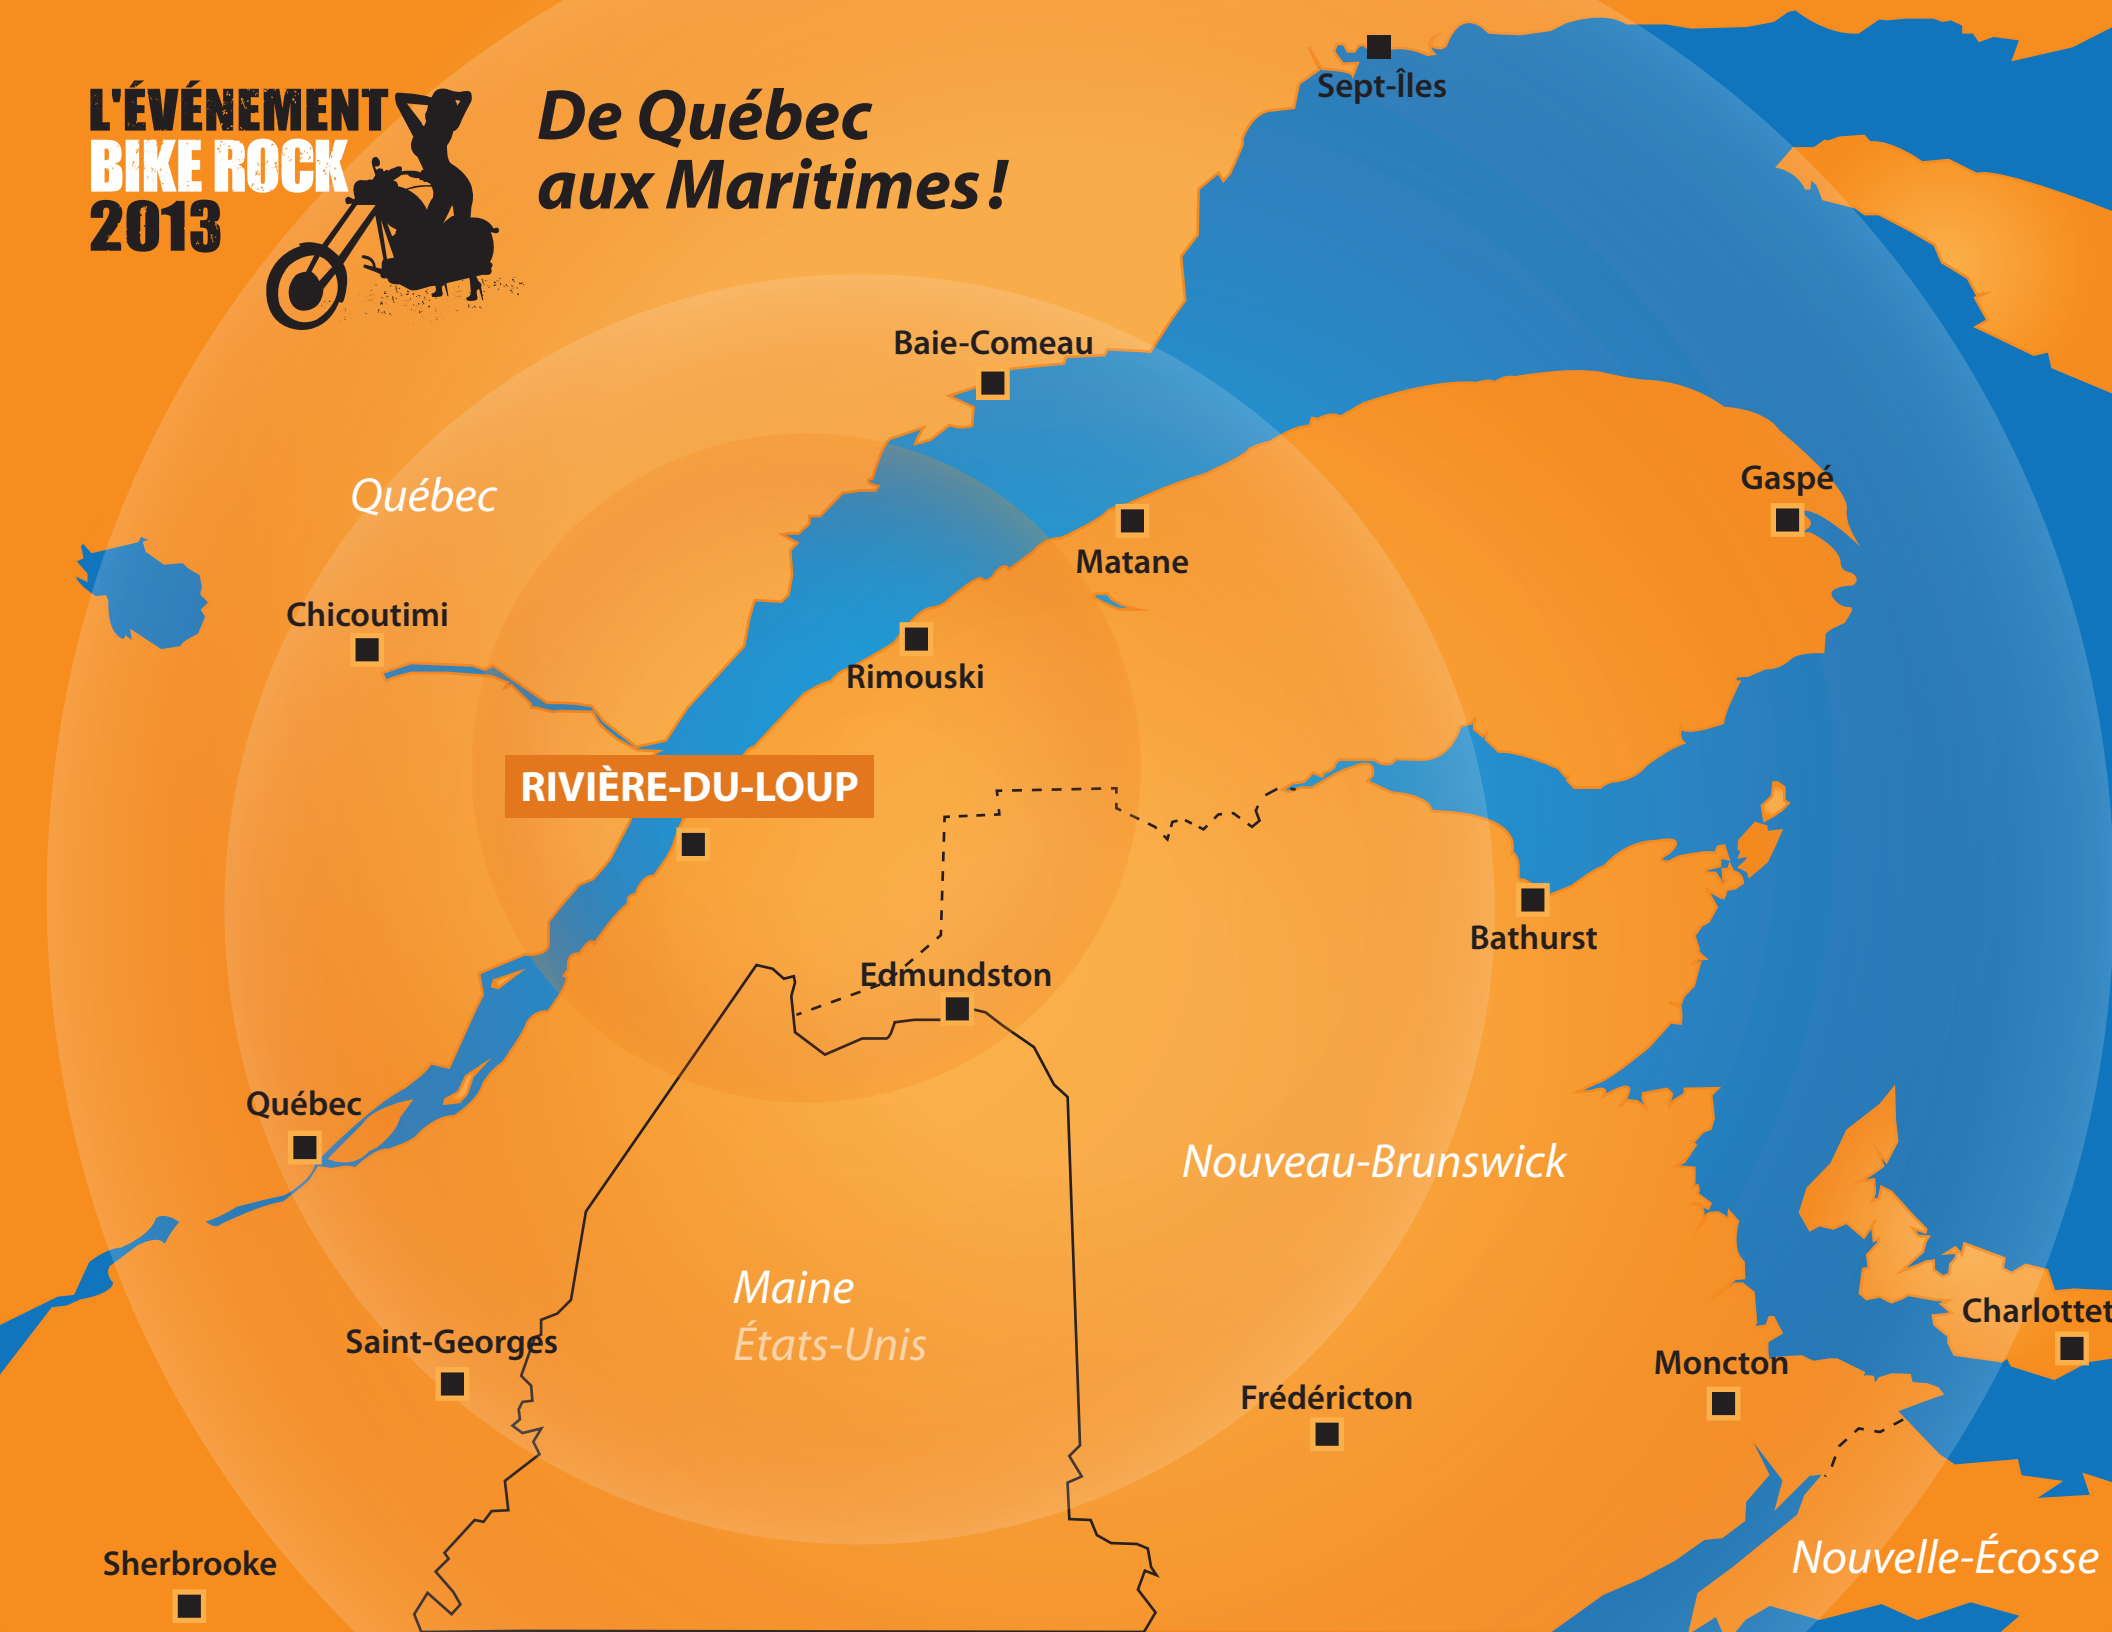 L'ÉVÉNEMENT
BIKE ROCK
2013
De Québec
aux Maritimes !
Sept-Îles
Baie-Comeau
Québec
Gaspé
Matane
Chicoutimi
Rimouski
RIVIÈRE-DU-LOUP
Bathurst
Edmundston
Québec
Nouveau-Brunswick
Maine
États-Unis
Charlottet
Saint-Georges
Moncton
Frédéricton
Nouvelle-Écosse
Sherbrooke